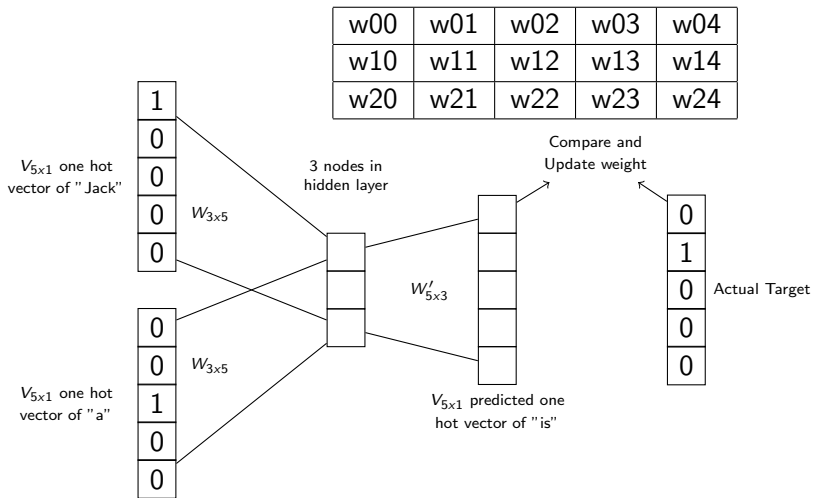 w00 w01 w02 w03 w04
w10 w11 w12 w13 w14
w20 w21 w22 w23 w24
1
0
0
0
0
V5x1 one hot
vector of "Jack"
W3x5
3 nodes in
hidden layer
Compare and
Update weight
0
0
1
0
0
V5x1 one hot
vector of "a"
W3x5
W′5x3
V5x1 predicted one
hot vector of "is"
0
1
0
0
0
Actual Target